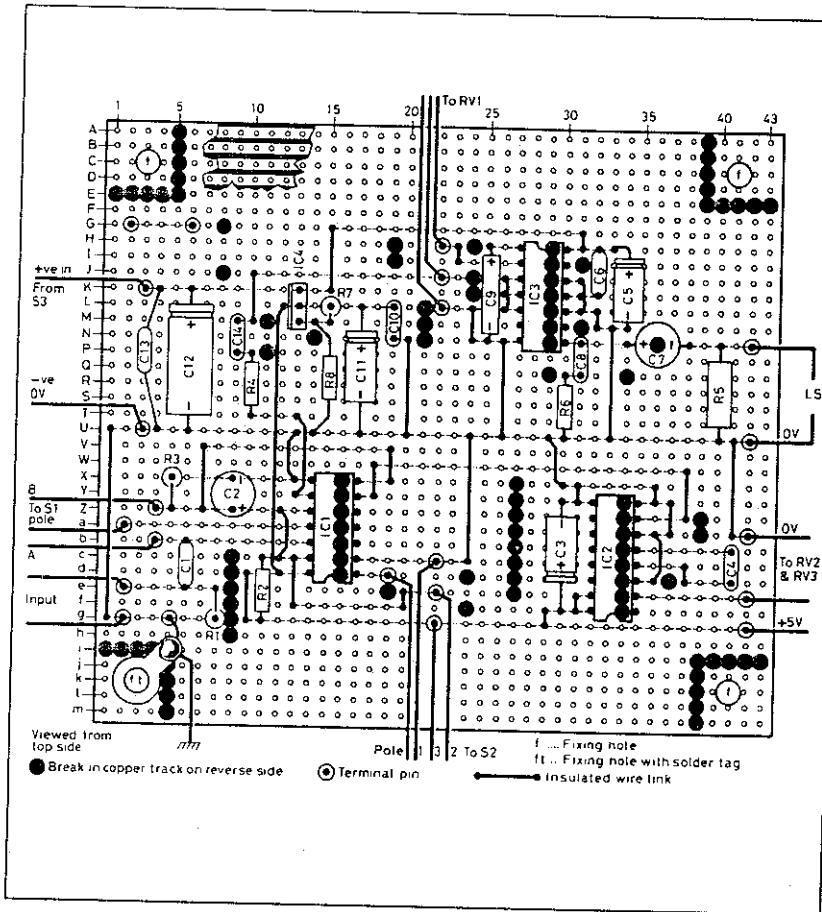 To RV1
1 5 10 15 20 25 30 35 40 43
A
B
C
D
E
F
G
H
I
J
K
L
M
N
P
Q
R
S
T
U
V
W
X
Y
Z
a
b
c
d
e
f
g
h
i
j
k
l
m
f
f
+ve in
From
S3
-ve
0V
B
To S1
pole
A
Input
C13
C12
+
-
C14
R4
IC4
R7
R8
C11
+
-
C10
C9
+
-
IC3
C6
C5
+
-
C8
R6
C7
+
-
R5
LS
0V
0V
To RV2
& RV3
+5V
R3
C2
-
+
C1
R1
R2
IC1
C3
-
+
IC2
C4
ft
f
Viewed from
top side
Pole 1 3 2 To S2
f .... Fixing hole
ft .. Fixing hole with solder tag
Break in copper track on reverse side
Terminal pin
Insulated wire link